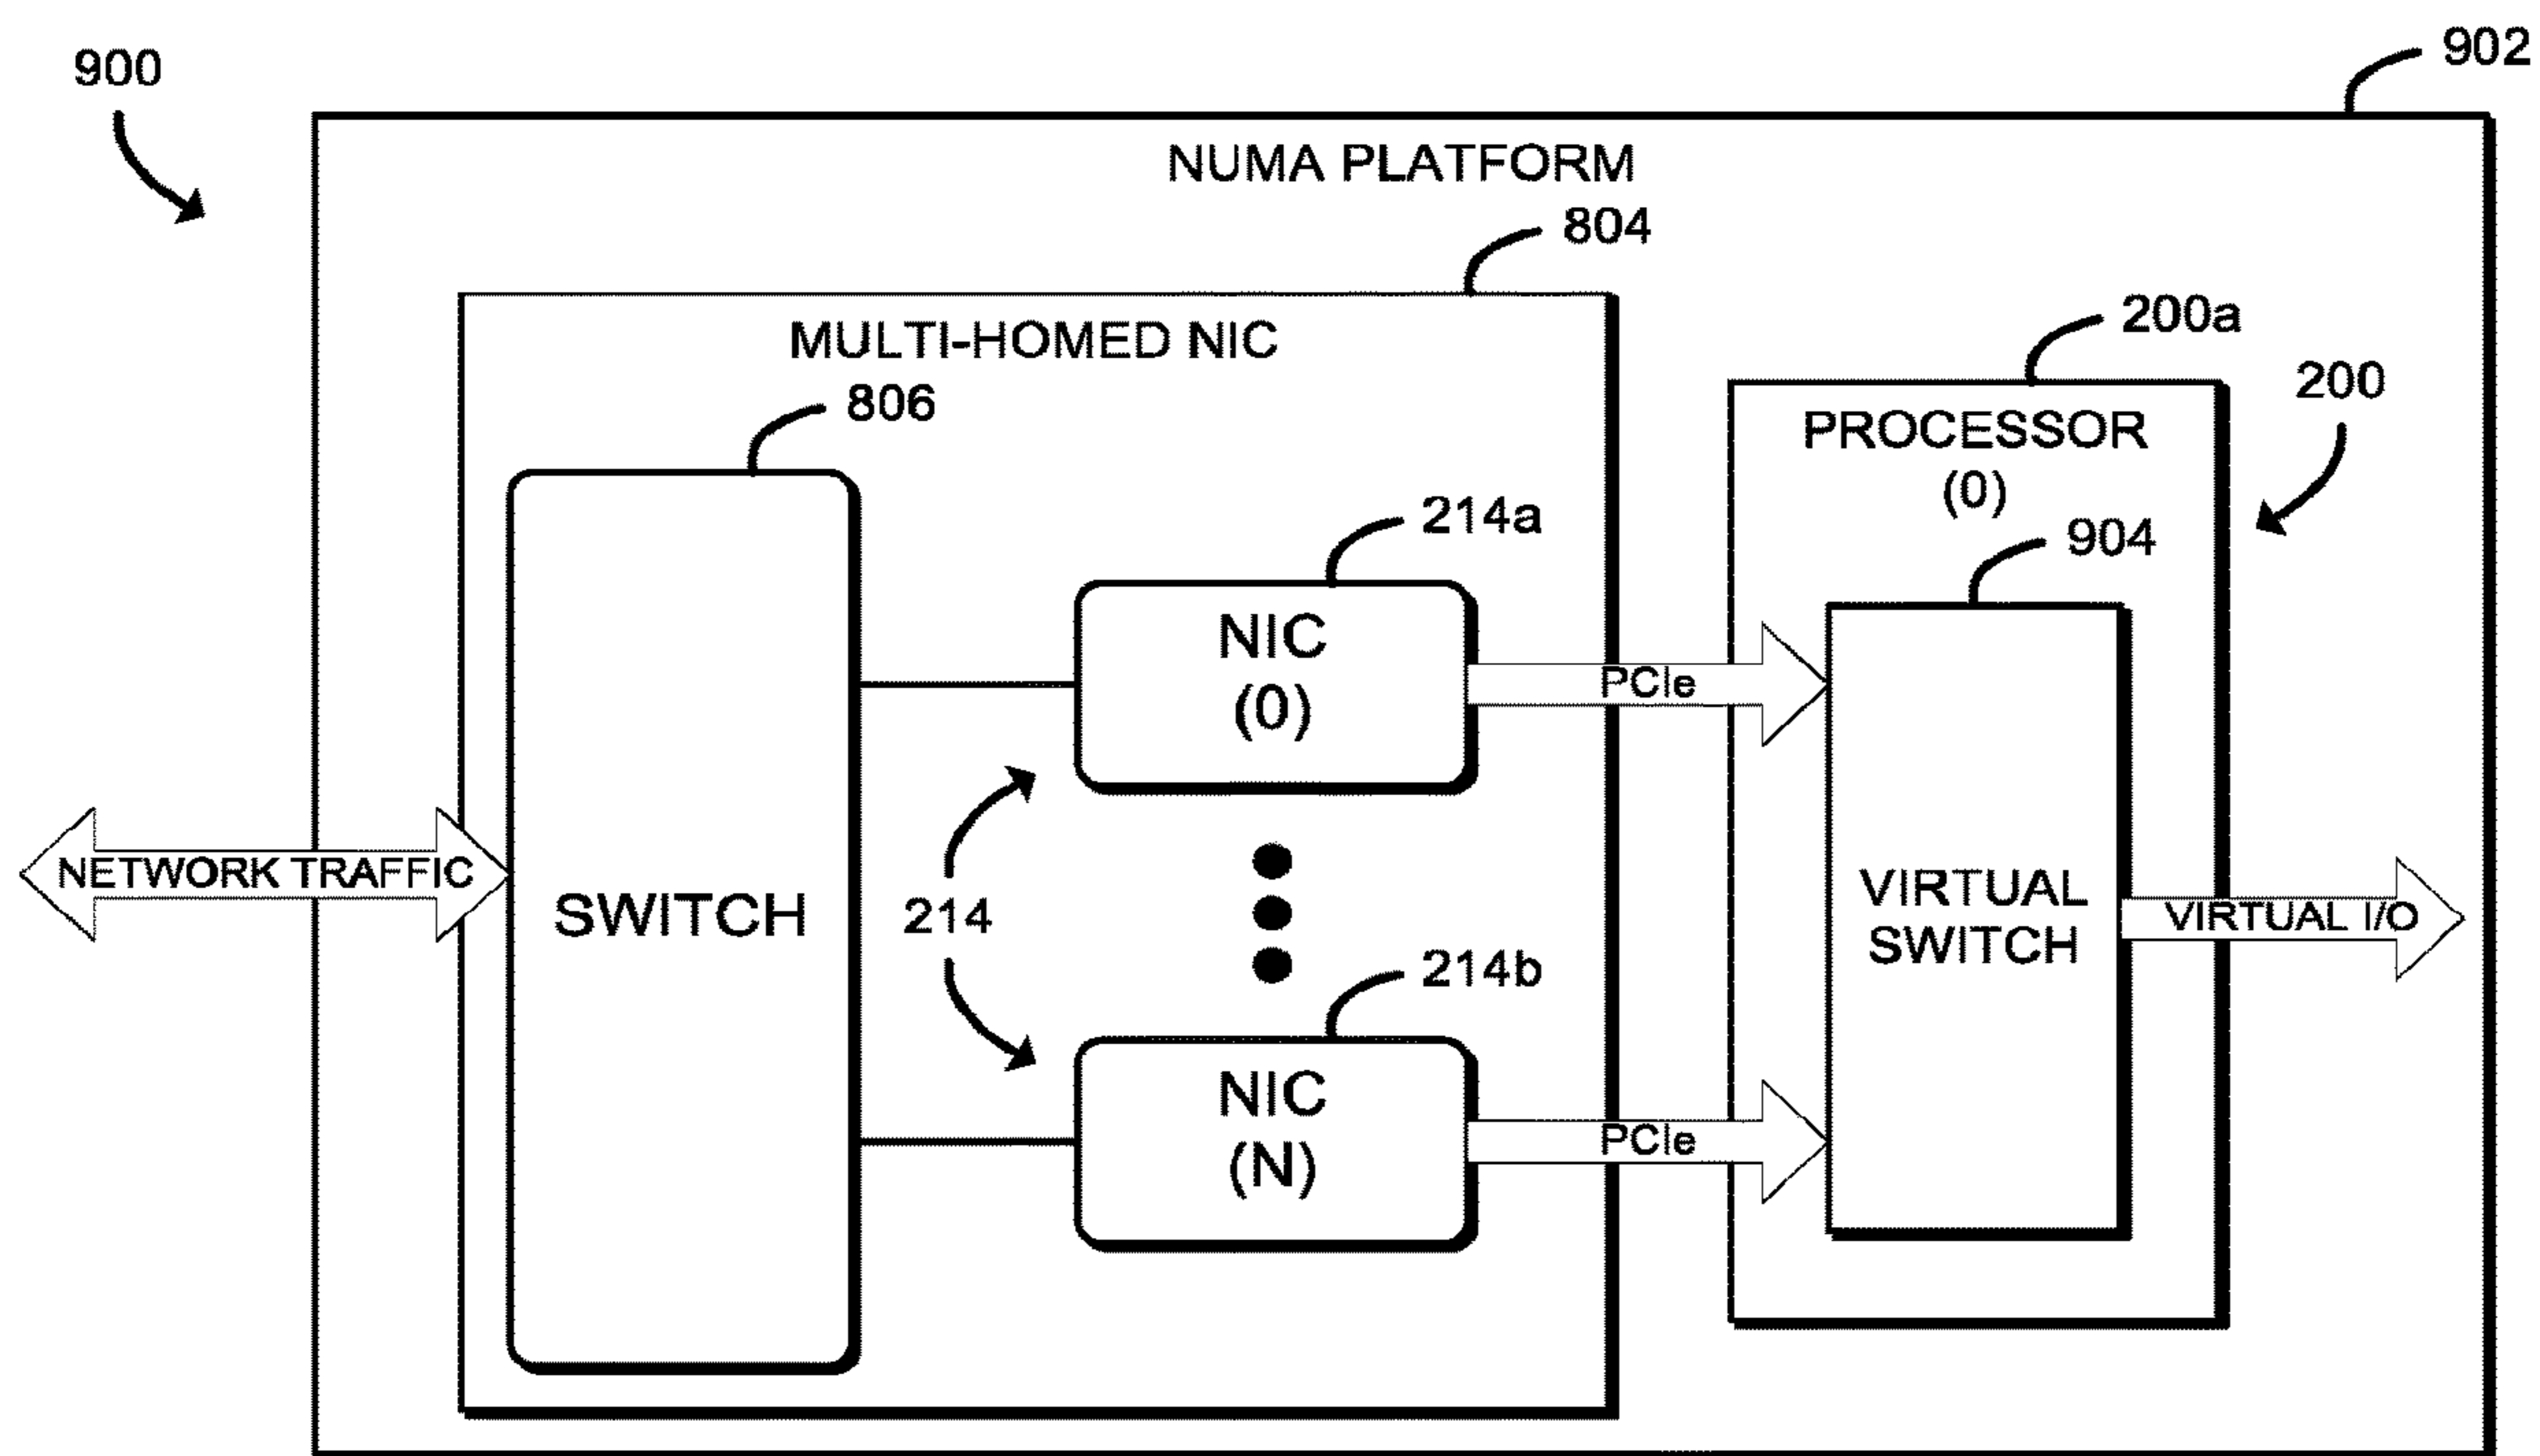 900
902
NUMA PLATFORM
804
MULTI-HOMED NIC
200a
806
200
PROCESSOR
(0)
214a
904
NIC
(0)
PCIe
NETWORK TRAFFIC
SWITCH
214
VIRTUAL
SWITCH
VIRTUAL I/O
214b
NIC
(N)
PCIe